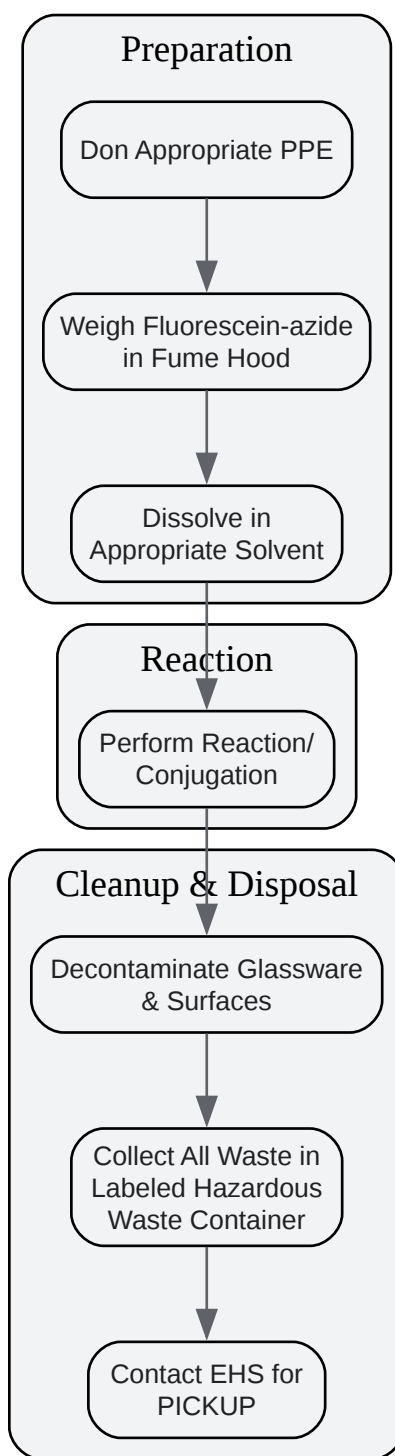 Preparation
Don Appropriate PPE
Weigh Fluorescein-azide
in Fume Hood
Dissolve in
Appropriate Solvent
Reaction
Perform Reaction/
Conjugation
Cleanup & Disposal
Decontaminate Glassware
& Surfaces
Collect All Waste in
Labeled Hazardous
Waste Container
Contact EHS for
PICKUP